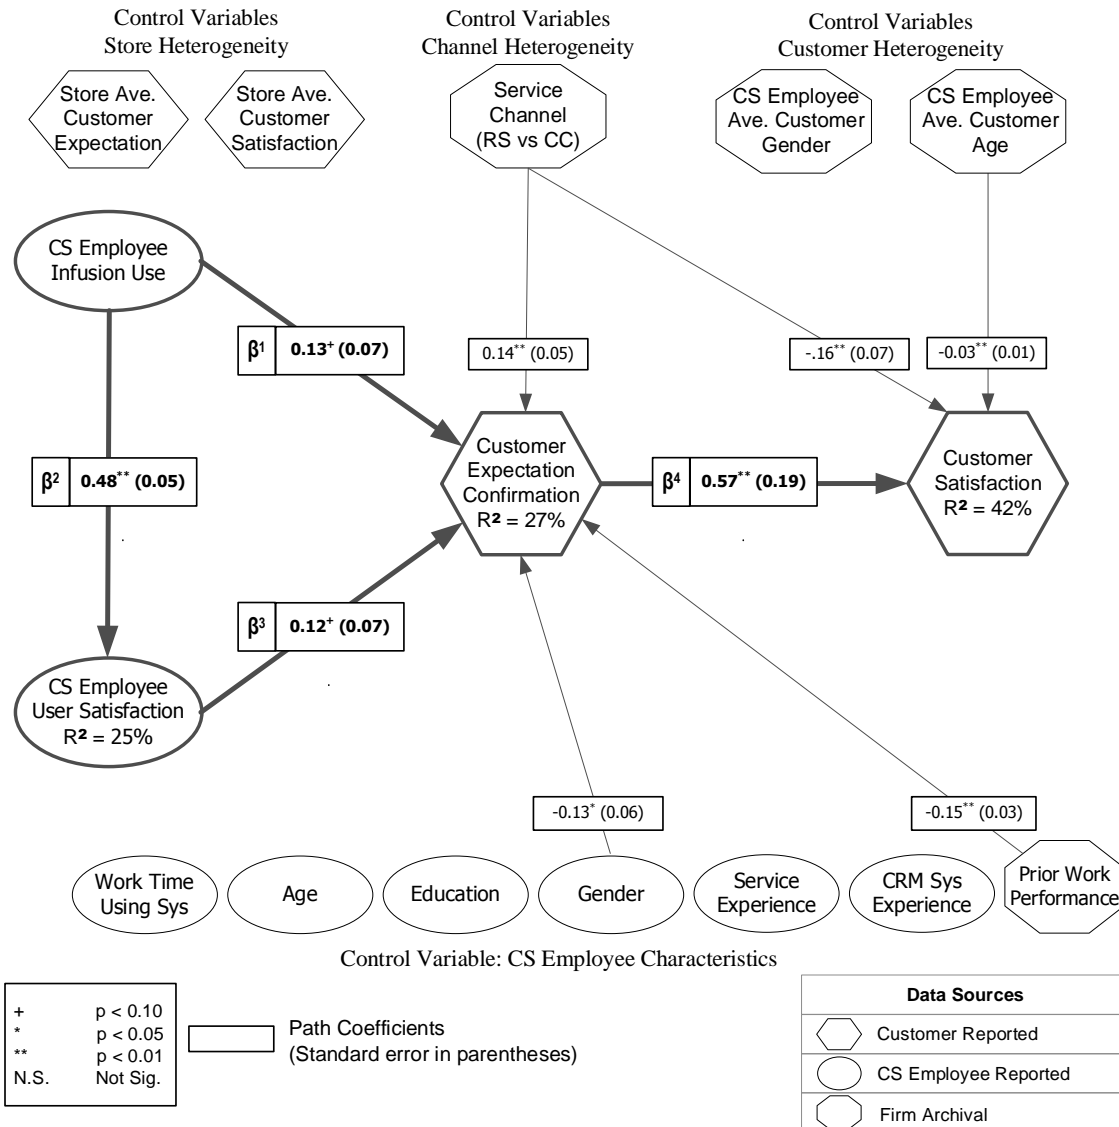 Control Variables
Store Heterogeneity
Control Variables
Channel Heterogeneity
Control Variables
Customer Heterogeneity
Store Ave.
Customer
Expectation
Store Ave.
Customer
Satisfaction
Service
Channel
(RS vs CC)
CS Employee
Ave. Customer
Gender
CS Employee
Ave. Customer
Age
CS Employee
Infusion Use
β¹ 0.13⁺ (0.07)
0.14** (0.05)
-.16** (0.07)
-0.03** (0.01)
β² 0.48** (0.05)
Customer
Expectation
Confirmation
R² = 27%
β⁴ 0.57** (0.19)
Customer
Satisfaction
R² = 42%
β³ 0.12⁺ (0.07)
CS Employee
User Satisfaction
R² = 25%
-0.13* (0.06)
-0.15** (0.03)
Work Time
Using Sys
Age
Education
Gender
Service
Experience
CRM Sys
Experience
Prior Work
Performance
Control Variable: CS Employee Characteristics
+ p < 0.10
* p < 0.05
** p < 0.01
N.S. Not Sig.
Path Coefficients
(Standard error in parentheses)
Data Sources
Customer Reported
CS Employee Reported
Firm Archival